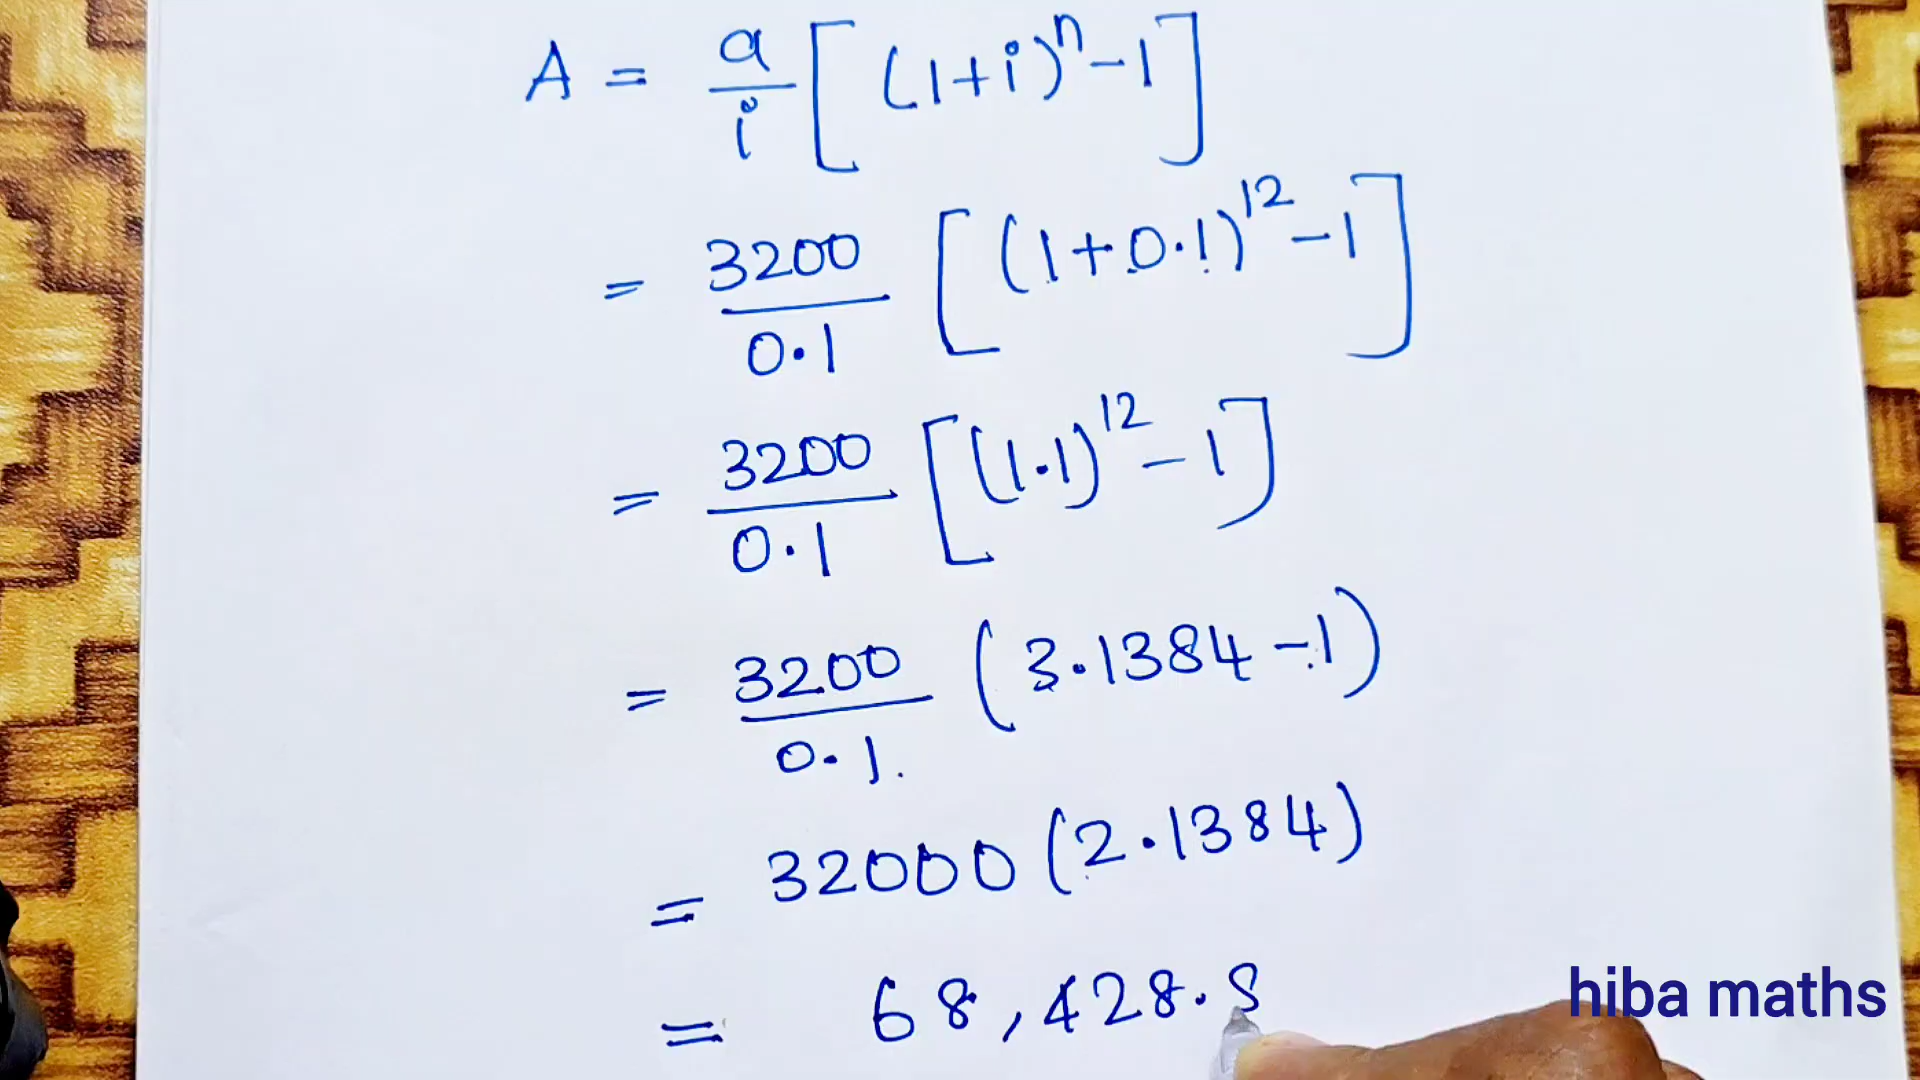 A = a/i [(1+i)^n - 1]
= 3200/0.1 [(1+0.1)^12 - 1]
= 3200/0.1 [(1.1)^12 - 1]
= 3200/0.1. (3.1384 - 1)
= 32000 (2.1384)
= 68,428.8
hiba maths